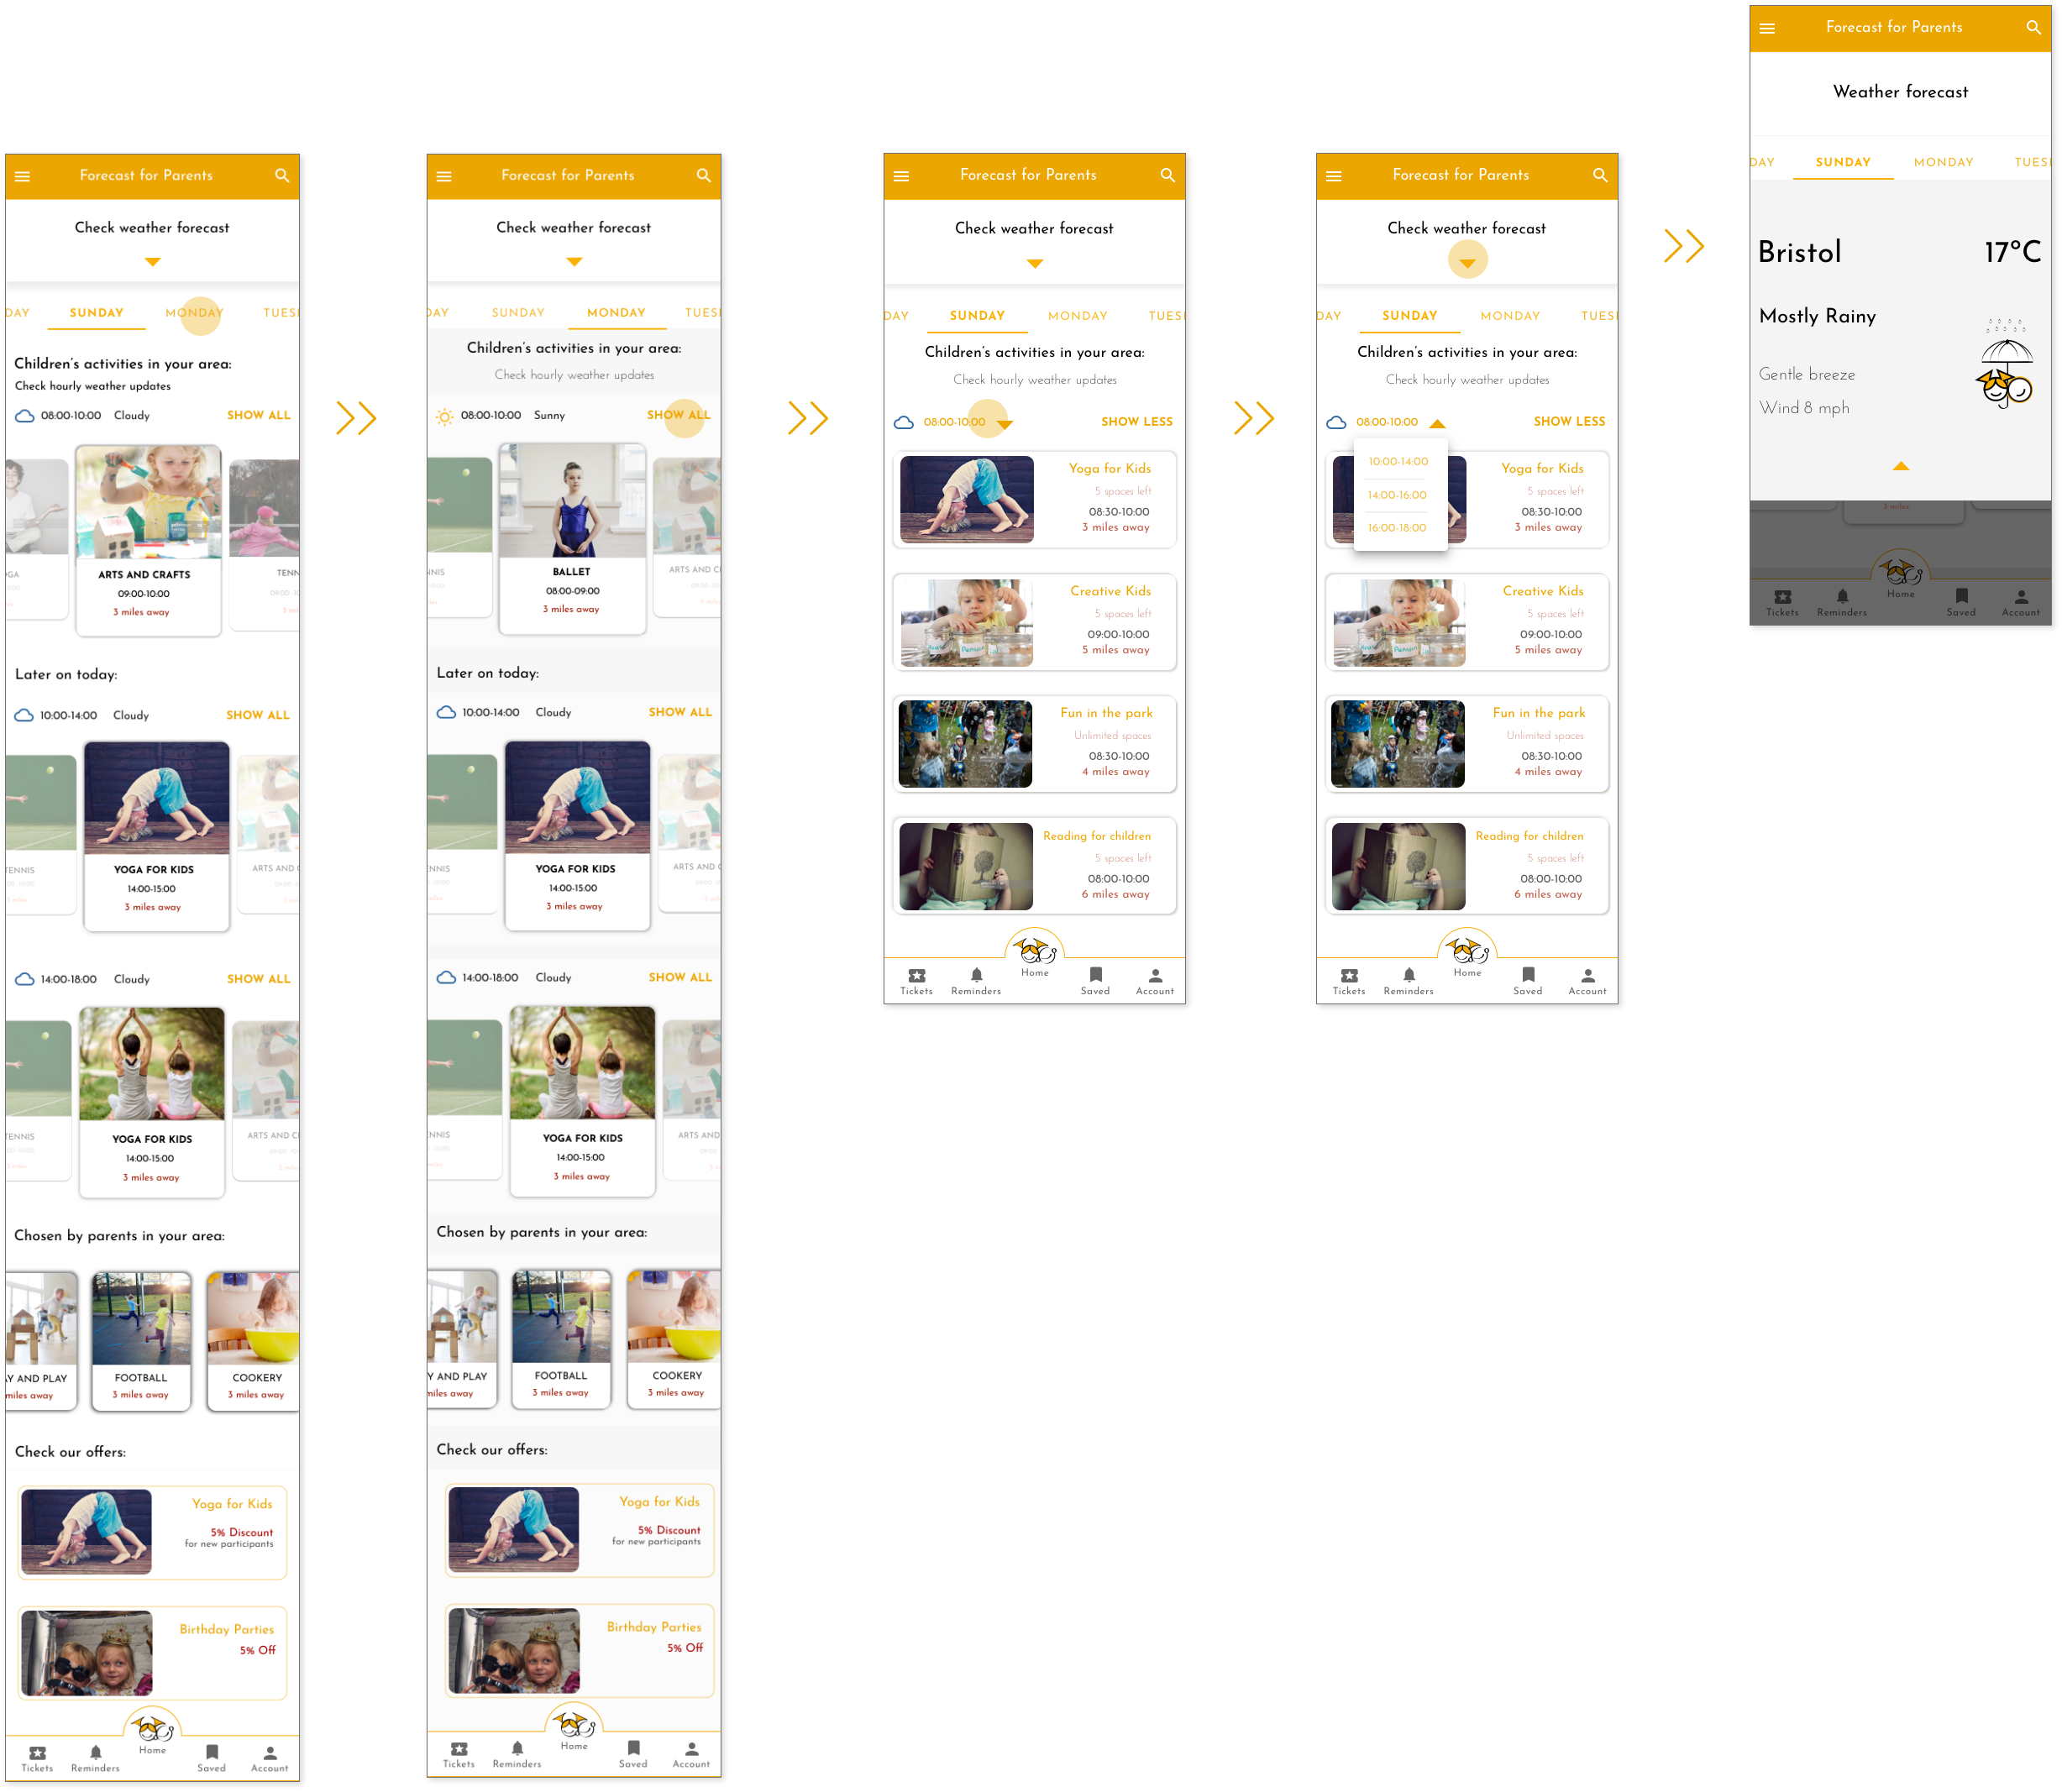 Forecast for Parents
Check weather forecast
DAY SUNDAY MONDAY TUES
Children's activities in your area:
Check hourly weather updates
08:00-10:00 Cloudy SHOW ALL
GA ARTS AND CRAFTS TENN
09:00-10:00
3 miles away
Later on today:
10:00-14:00 Cloudy SHOW ALL
TENNIS YOGA FOR KIDS ARTS AND C
14:00-15:00
3 miles away
14:00-18:00 Cloudy SHOW ALL
TENNIS YOGA FOR KIDS ARTS AND C
14:00-15:00
3 miles away
Chosen by parents in your area:
Y AND PLAY FOOTBALL COOKERY
miles away 3 miles away 3 miles away
Check our offers:
Yoga for Kids
5% Discount
for new participants
Birthday Parties
5% Off
Tickets Reminders Home Saved Account
Forecast for Parents
Check weather forecast
DAY SUNDAY MONDAY TUES
Children's activities in your area:
Check hourly weather updates
08:00-10:00 Sunny SHOW ALL
NNIS BALLET ARTS AND C
08:00-09:00
3 miles away
Later on today:
10:00-14:00 Cloudy SHOW ALL
TENNIS YOGA FOR KIDS ARTS AND C
14:00-15:00
3 miles away
14:00-18:00 Cloudy SHOW ALL
NNIS YOGA FOR KIDS ARTS AND
14:00-15:00
3 miles away
Chosen by parents in your area:
Y AND PLAY FOOTBALL COOKERY
miles away 3 miles away 3 miles away
Check our offers:
Yoga for Kids
5% Discount
for new participants
Birthday Parties
5% Off
Tickets Reminders Home Saved Account
Forecast for Parents
Check weather forecast
DAY SUNDAY MONDAY TUES
Children's activities in your area:
Check hourly weather updates
08:00-10:00 SHOW LESS
Yoga for Kids
5 spaces left
08:30-10:00
3 miles away
Creative Kids
5 spaces left
09:00-10:00
5 miles away
Fun in the park
Unlimited spaces
08:30-10:00
4 miles away
Reading for children
5 spaces left
08:00-10:00
6 miles away
Tickets Reminders Home Saved Account
Forecast for Parents
Check weather forecast
DAY SUNDAY MONDAY TUES
Children's activities in your area:
Check hourly weather updates
08:00-10:00 SHOW LESS
10:00-14:00
14:00-16:00
16:00-18:00
Yoga for Kids
5 spaces left
08:30-10:00
3 miles away
Creative Kids
5 spaces left
09:00-10:00
5 miles away
Fun in the park
Unlimited spaces
08:30-10:00
4 miles away
Reading for children
5 spaces left
08:00-10:00
6 miles away
Tickets Reminders Home Saved Account
Forecast for Parents
Weather forecast
DAY SUNDAY MONDAY TUES
Bristol 17°C
Mostly Rainy
Gentle breeze
Wind 8 mph
3 miles
Tickets Reminders Home Saved Account